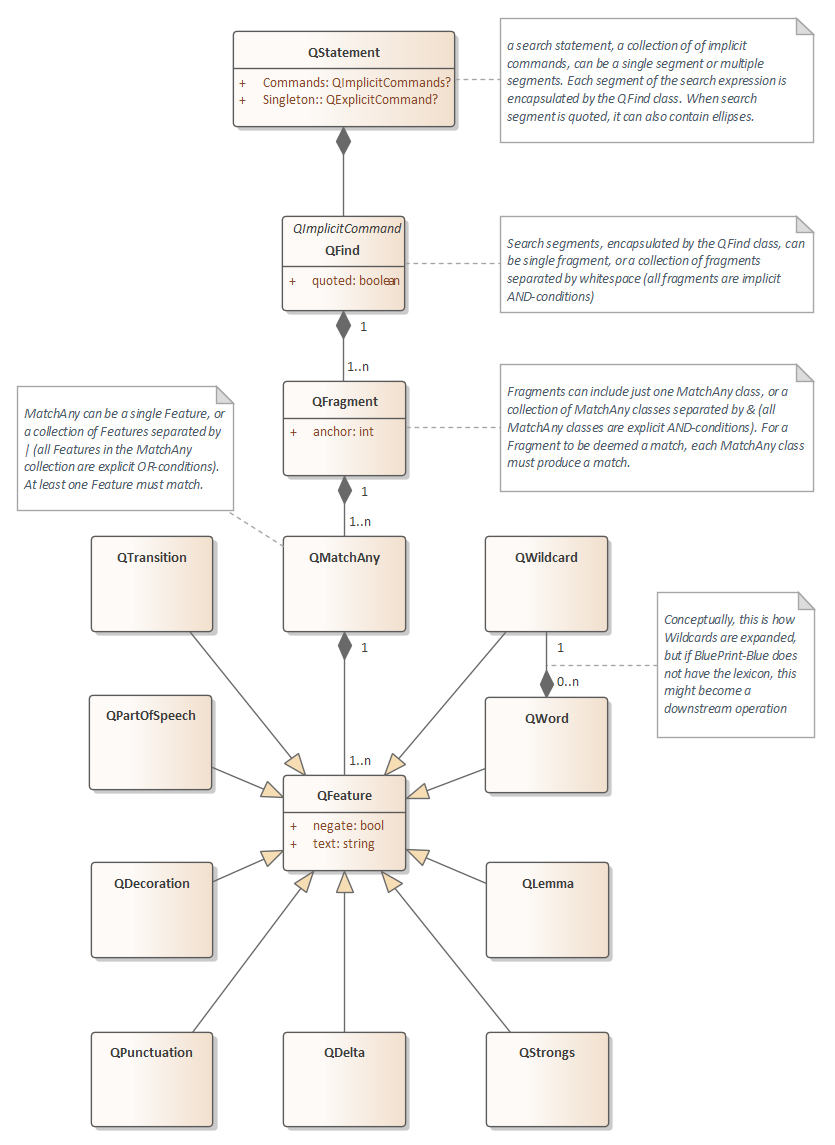 QStatement
+ Commands: QImplicitCommands?
+ Singleton:: QExplicitCommand?
a search statement, a collection of of implicit
commands, can be a single segment or multiple
segments. Each segment of the search expression is
encapsulated by the QFind class. When search
segment is quoted, it can also contain ellipses.
QImplicitCommand
QFind
+ quoted: boolean
Search segments, encapsulated by the QFind class, can
be single fragment, or a collection of fragments
separated by whitespace (all fragments are implicit
AND-conditions)
1
1..n
QFragment
+ anchor: int
Fragments can include just one MatchAny class, or a
collection of MatchAny classes separated by & (all
MatchAny classes are explicit AND-conditions). For a
Fragment to be deemed a match, each MatchAny class
must produce a match.
MatchAny can be a single Feature, or
a collection of Features separated by
| (all Features in the MatchAny
collection are explicit OR-conditions).
At least one Feature must match.
1
1..n
QTransition
QMatchAny
QWildcard
Conceptually, this is how
Wildcards are expanded,
but if BluePrint-Blue does
not have the lexicon, this
might become a
downstream operation
1
1
0..n
QPartOfSpeech
QWord
1..n
QFeature
+ negate: bool
+ text: string
QDecoration
QLemma
QPunctuation
QDelta
QStrongs